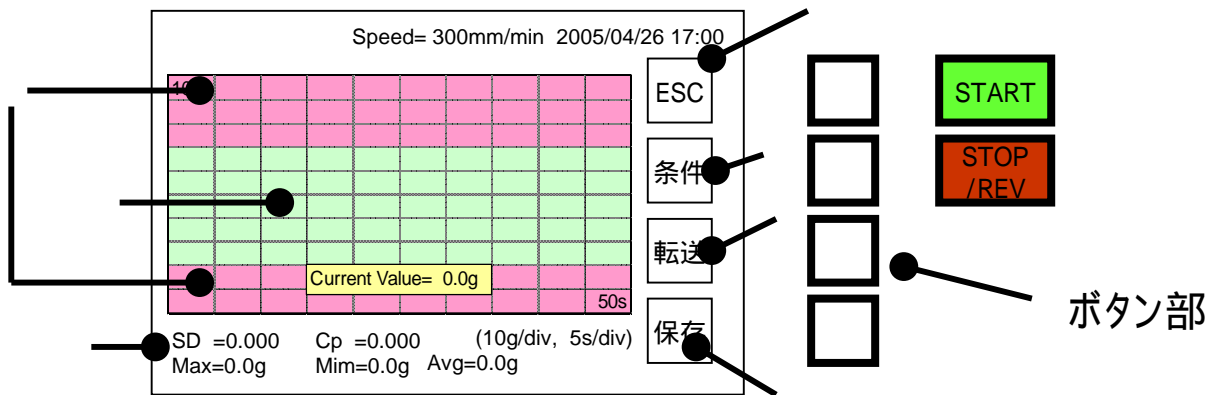 Speed= 300mm/min 2005/04/26 17:00
ESC
条件
転送
保存
Current Value= 0.0g
50s
SD =0.000 Cp =0.000 (10g/div, 5s/div)
Max=0.0g Mim=0.0g Avg=0.0g
START
STOP
/REV
ボタン部